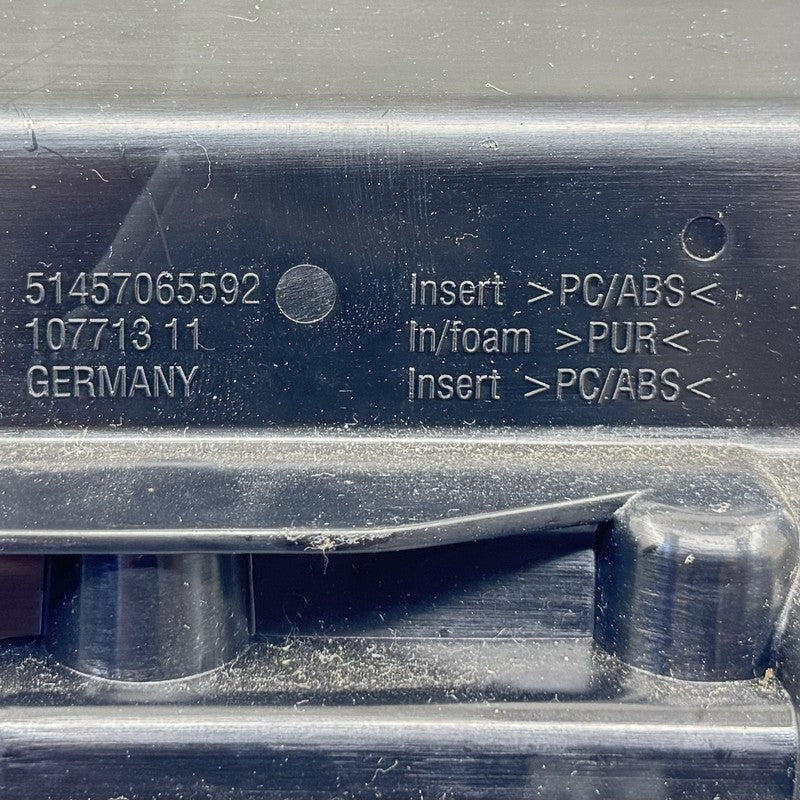 51457065592
107713 11
GERMANY
Insert >PC/ABS<
In/foam >PUR<
Insert >PC/ABS<